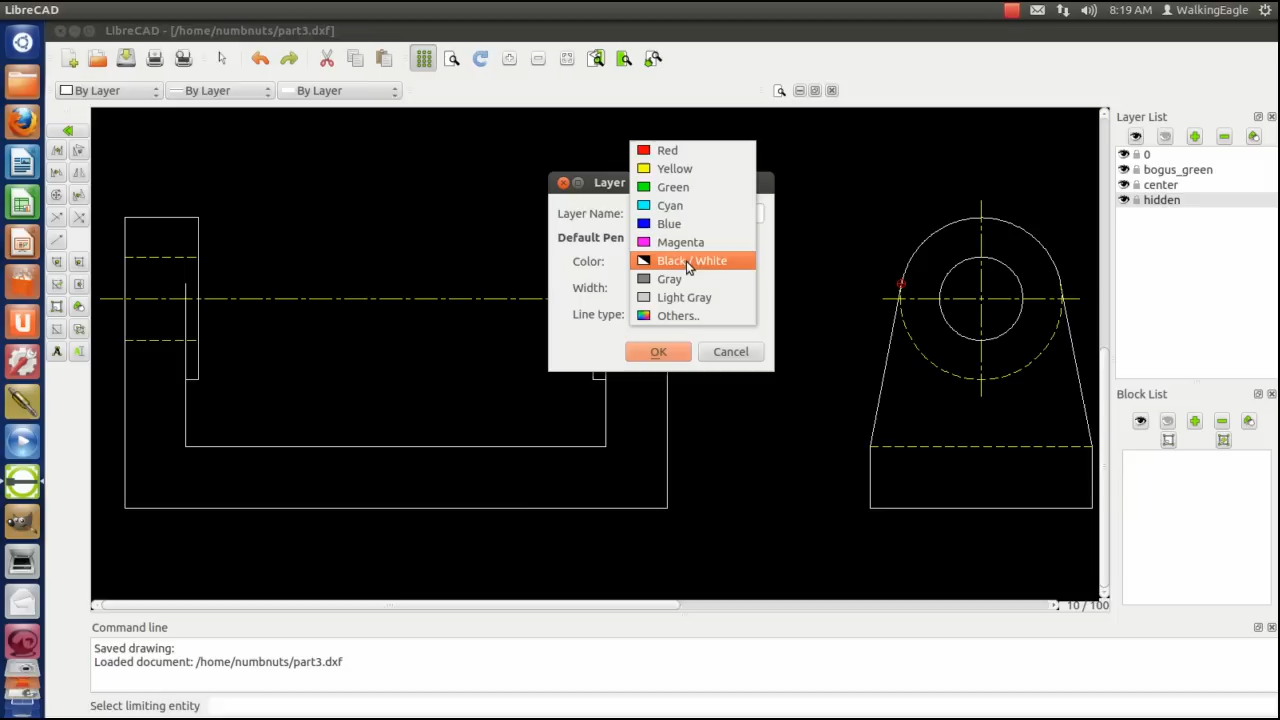 LibreCAD
8:19 AM
WalkingEagle
LibreCAD - [/home/numbnuts/part3.dxf]
By Layer
By Layer
By Layer
Layer List
0
bogus_green
center
hidden
Layer
Layer Name:
Default Pen
Color:
Width:
Line type:
Red
Yellow
Green
Cyan
Blue
Magenta
Black / White
Gray
Light Gray
Others..
OK
Cancel
Block List
10 / 100
Command line
Saved drawing:
Loaded document: /home/numbnuts/part3.dxf
Select limiting entity